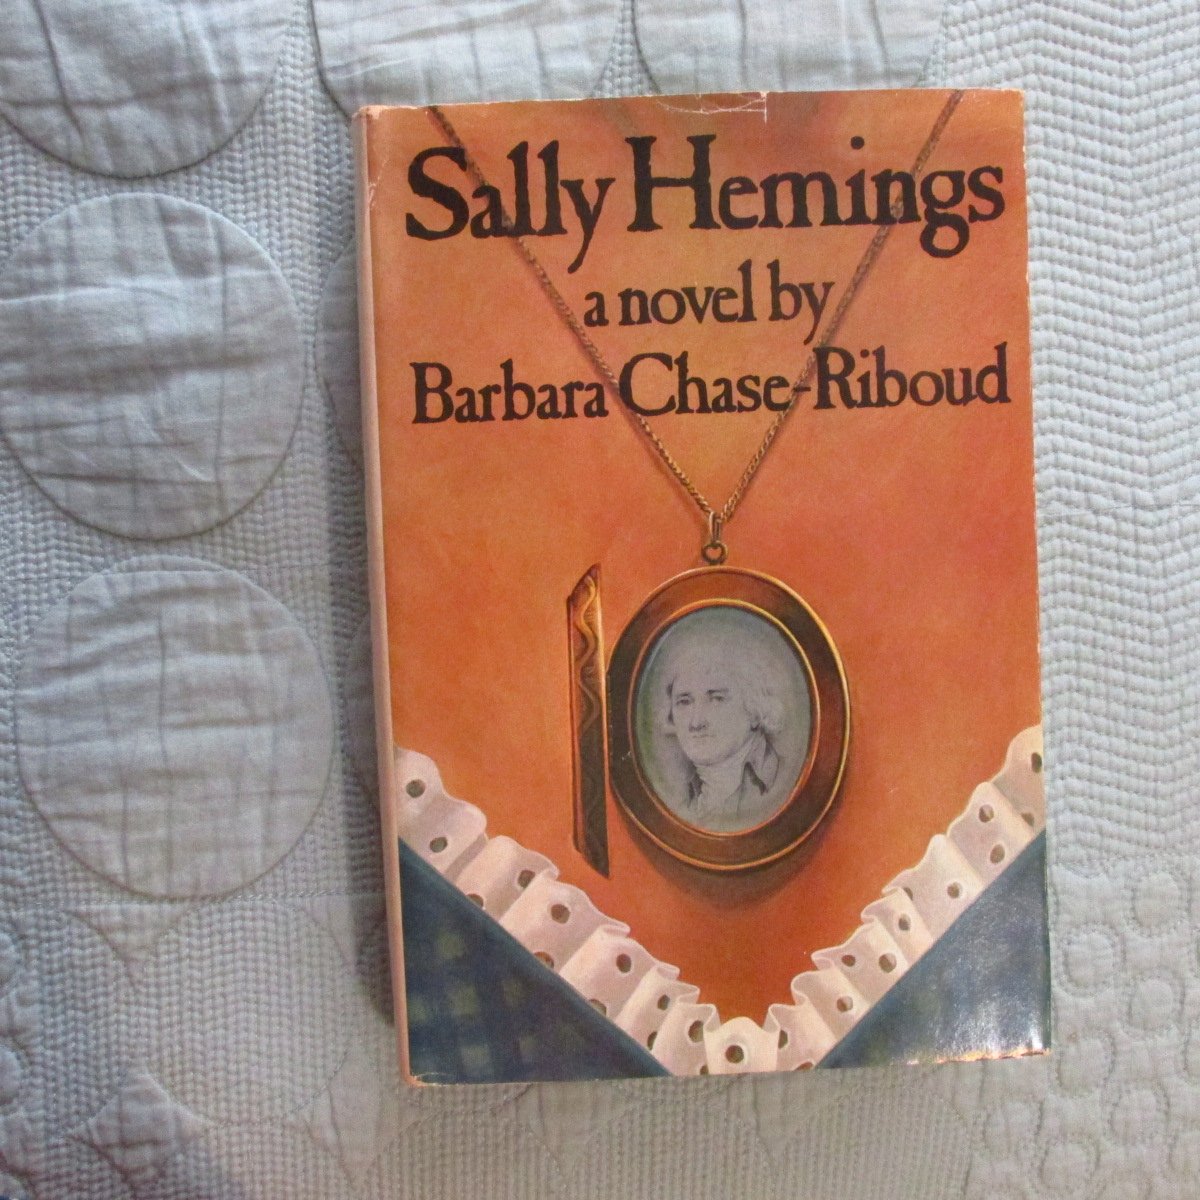 Sally Hemings
a novel by
Barbara Chase-Riboud